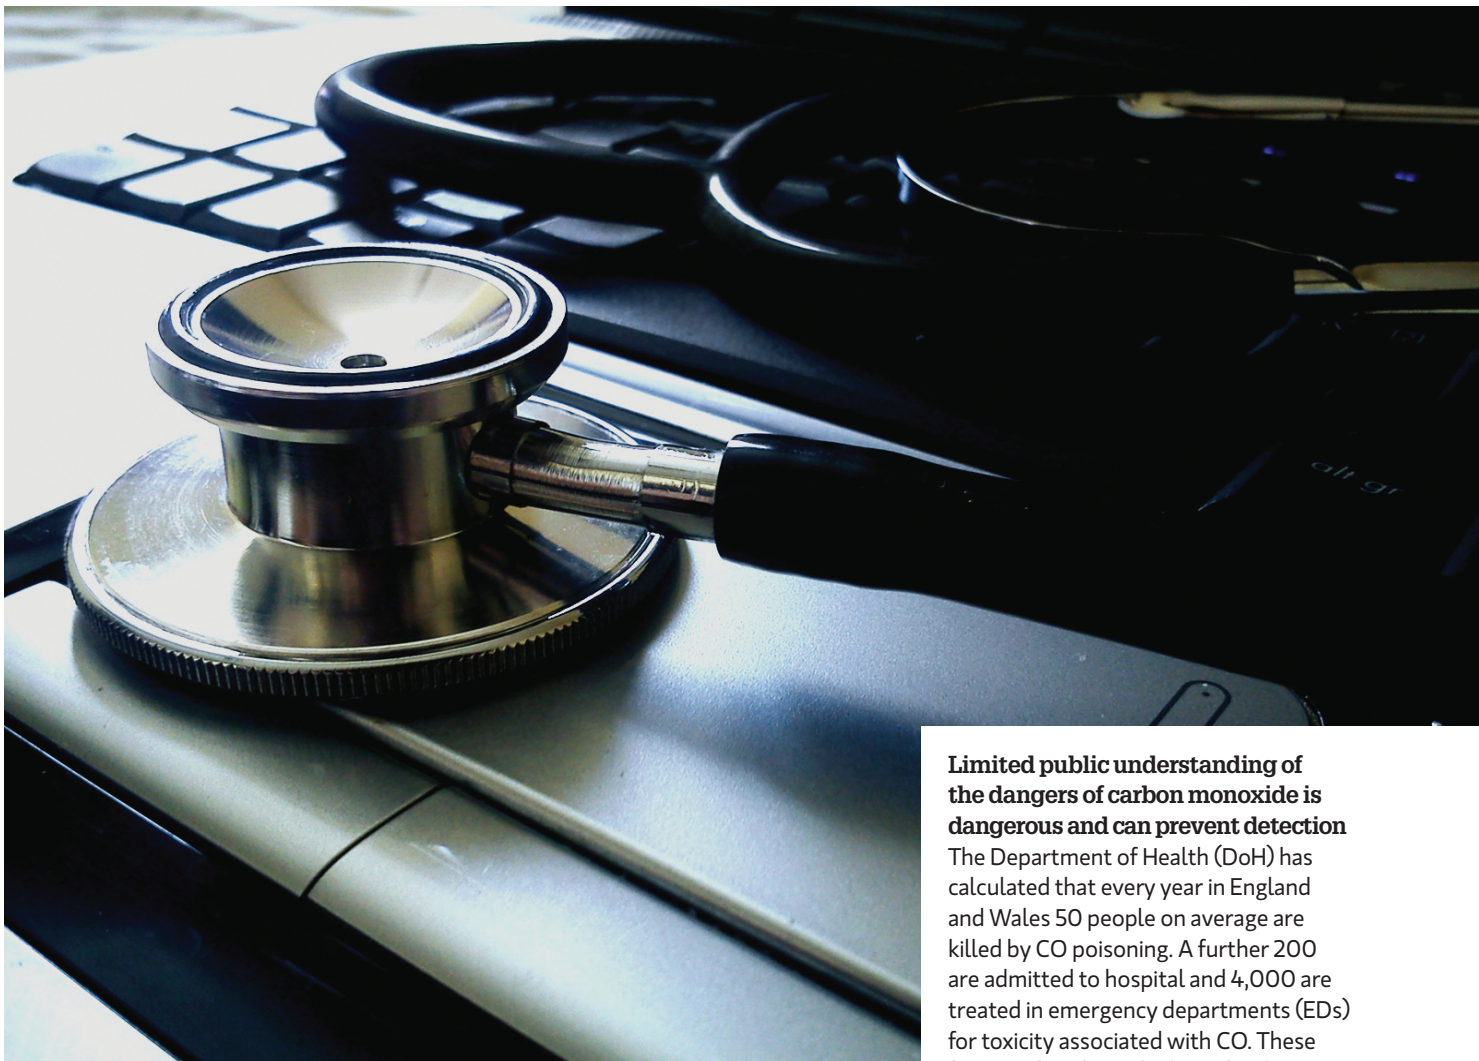 alt gr
Limited public understanding of
the dangers of carbon monoxide is
dangerous and can prevent detection
The Department of Health (DoH) has
calculated that every year in England
and Wales 50 people on average are
killed by CO poisoning. A further 200
are admitted to hospital and 4,000 are
treated in emergency departments (EDs)
for toxicity associated with CO. These